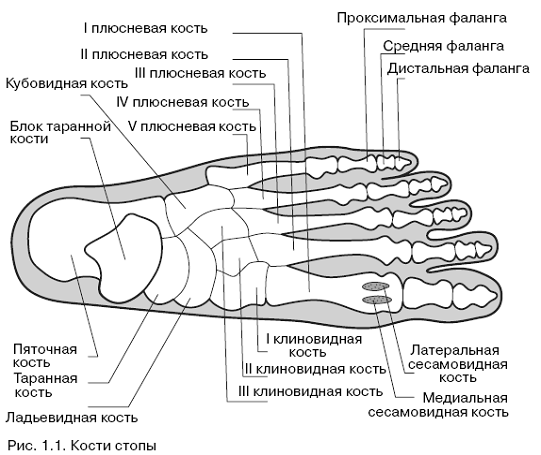 I плюсневая кость
II плюсневая кость
III плюсневая кость
Кубовидная кость
IV плюсневая кость
Блок таранной
кости
V плюсневая кость
Проксимальная фаланга
Средняя фаланга
Дистальная фаланга
Пяточная
кость
Таранная
кость
Ладьевидная кость
I клиновидная
кость
II клиновидная кость
III клиновидная кость
Латеральная
сесамовидная
кость
Медиальная
сесамовидная кость
Рис. 1.1. Кости стопы